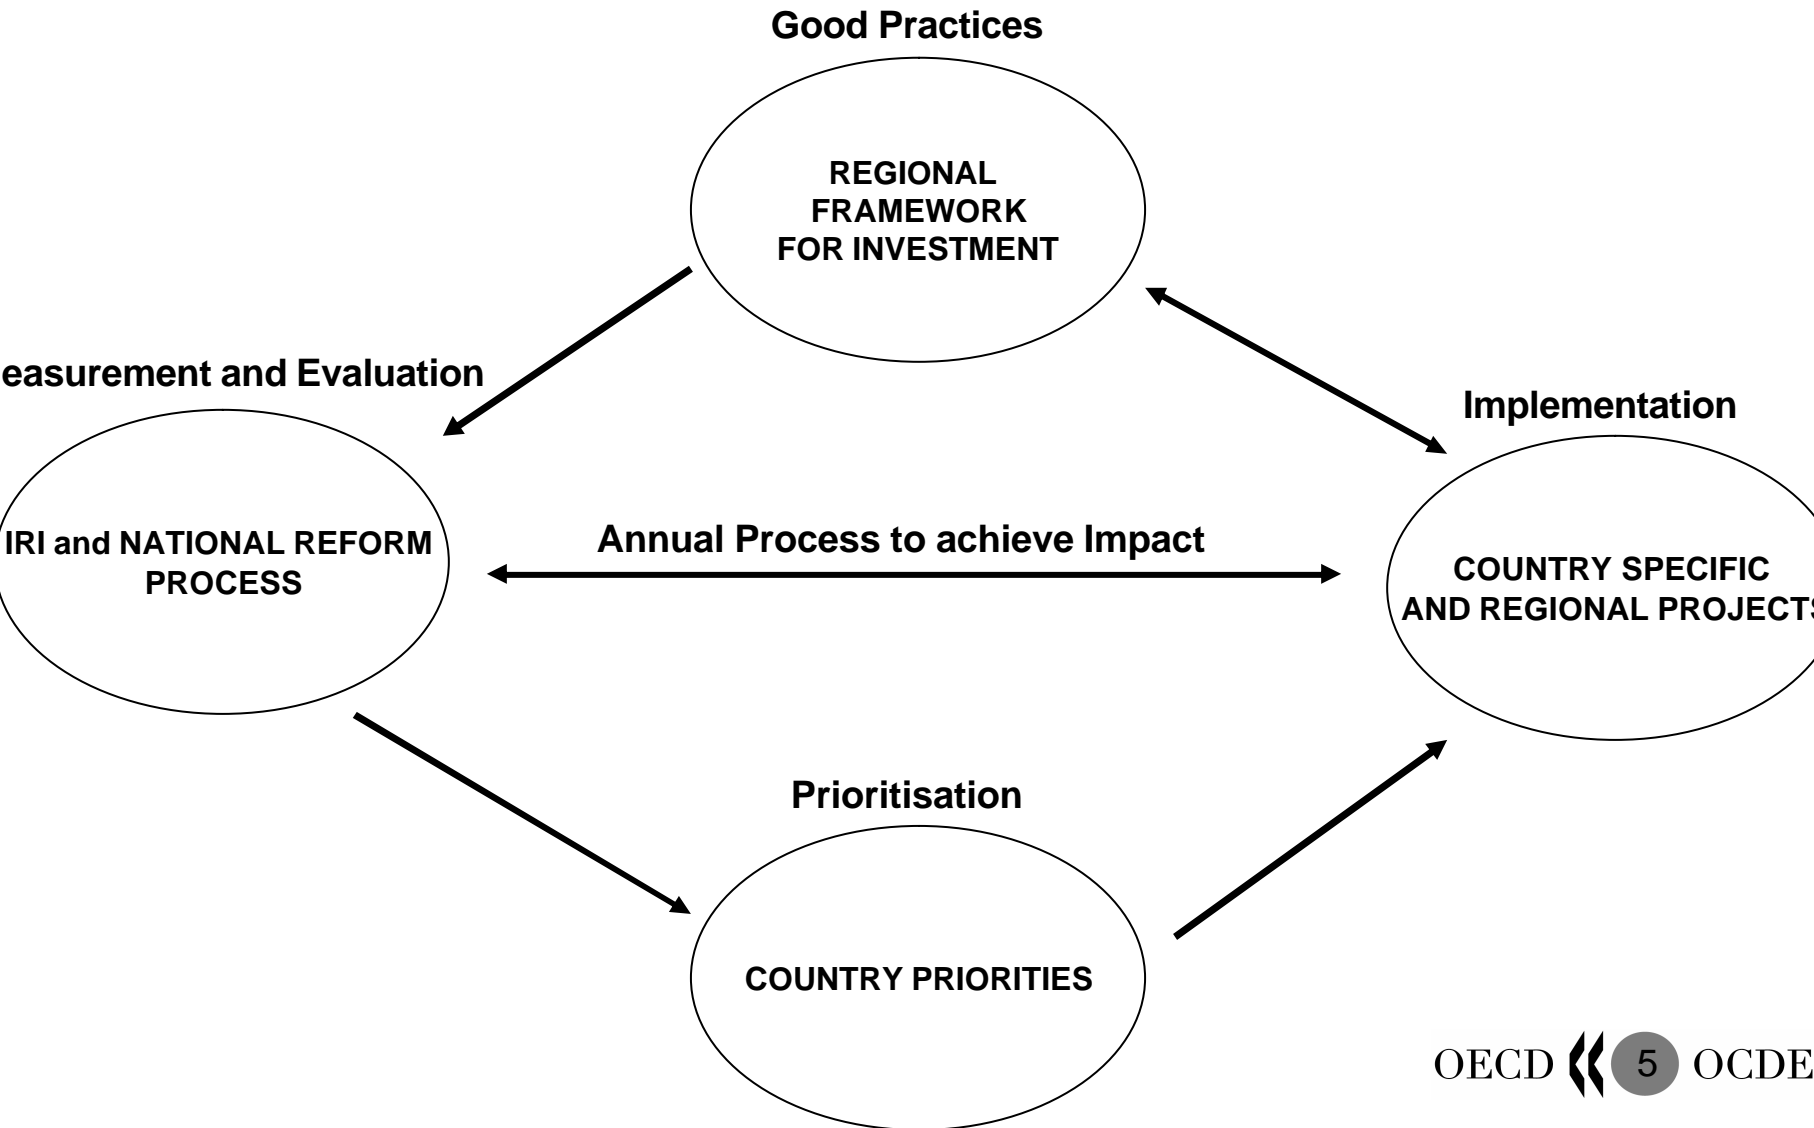 Good Practices
REGIONAL
FRAMEWORK
FOR INVESTMENT
easurement and Evaluation
Implementation
IRI and NATIONAL REFORM
PROCESS
Annual Process to achieve Impact
COUNTRY SPECIFIC
AND REGIONAL PROJECTS
Prioritisation
COUNTRY PRIORITIES
OECD 5 OCDE